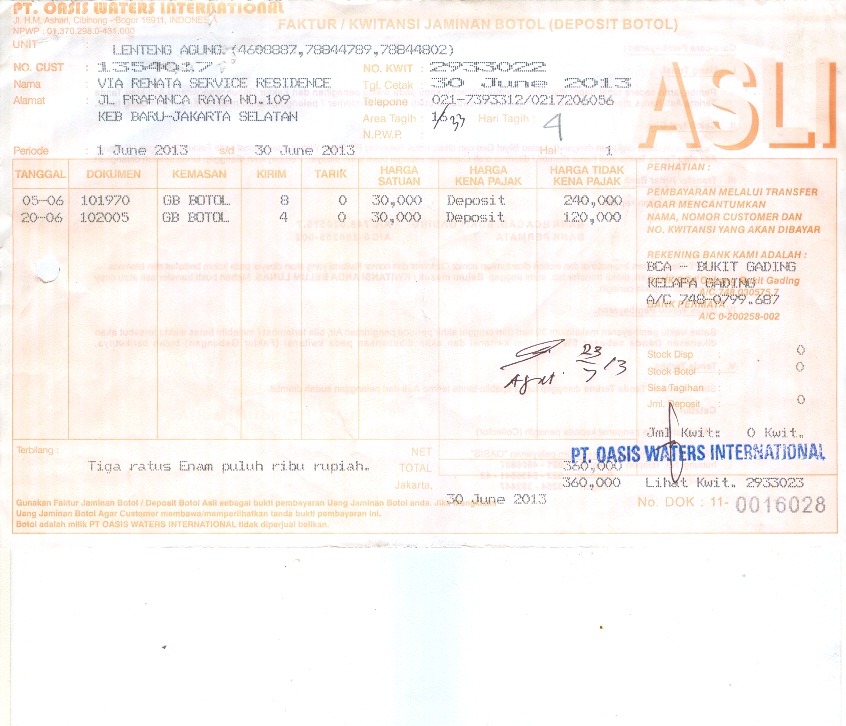 PT. OASIS WATERS INTERNATIONAL
Jl. H.M. Ashari, Cibinong - Bogor 16911. INDONESIA
NPWP : 01.370.298.0-431.000
FAKTUR / KWITANSI JAMINAN BOTOL (DEPOSIT BOTOL)
ASLI
UNIT : LENTENG AGUNG.(4608887,78844789,78844802)
NO. CUST : 1354017 NO. KWIT : 2933022
Nama : VIA RENATA SERVICE RESIDENCE Tgl. Cetak : 30 June 2013
Alamat : JL PRAPANCA RAYA NO.109 Telepone : 021-7393312/0217206056
KEB BARU-JAKARTA SELATAN Area Tagih : Hari Tagih : 4
N.P.W.P. :
Periode : 1 June 2013 s/d 30 June 2013 Hal : 1
TANGGAL DOKUMEN KEMASAN KIRIM TARIK HARGA SATUAN HARGA KENA PAJAK HARGA TIDAK KENA PAJAK
05-06 101970 GB BOTOL 8 0 30,000 Deposit 240,000
20-06 102005 GB BOTOL 4 0 30,000 Deposit 120,000
PERHATIAN :
PEMBAYARAN MELALUI TRANSFER
AGAR MENCANTUMKAN
NAMA, NOMOR CUSTOMER DAN
NO. KWITANSI YANG AKAN DIBAYAR
REKENING BANK KAMI ADALAH :
BCA - BUKIT GADING
KELAPA GADING
A/C 748-0799.687
BANK PERMATA
A/C 0-200258-002
23/7/13
Agus
Stock Disp : 0
Stock Botol : 0
Sisa Tagihan :
Jml. Deposit : 0
Jml Kwit: 0 Kwit.
PT. OASIS WATERS INTERNATIONAL
Terbilang :
Tiga ratus Enam puluh ribu rupiah.
NET
TOTAL 360,000
360,000 Lihat Kwit. 2933023
Jakarta, 30 June 2013
No. DOK : 11- 0016028
Gunakan Faktur Jaminan Botol / Deposit Botol Asli sebagai bukti pembayaran Uang Jaminan Botol anda.
Uang Jaminan Botol Agar Customer membawa/memperlihatkan tanda bukti pembayaran ini.
Botol adalah milik PT OASIS WATERS INTERNATIONAL tidak diperjual belikan.